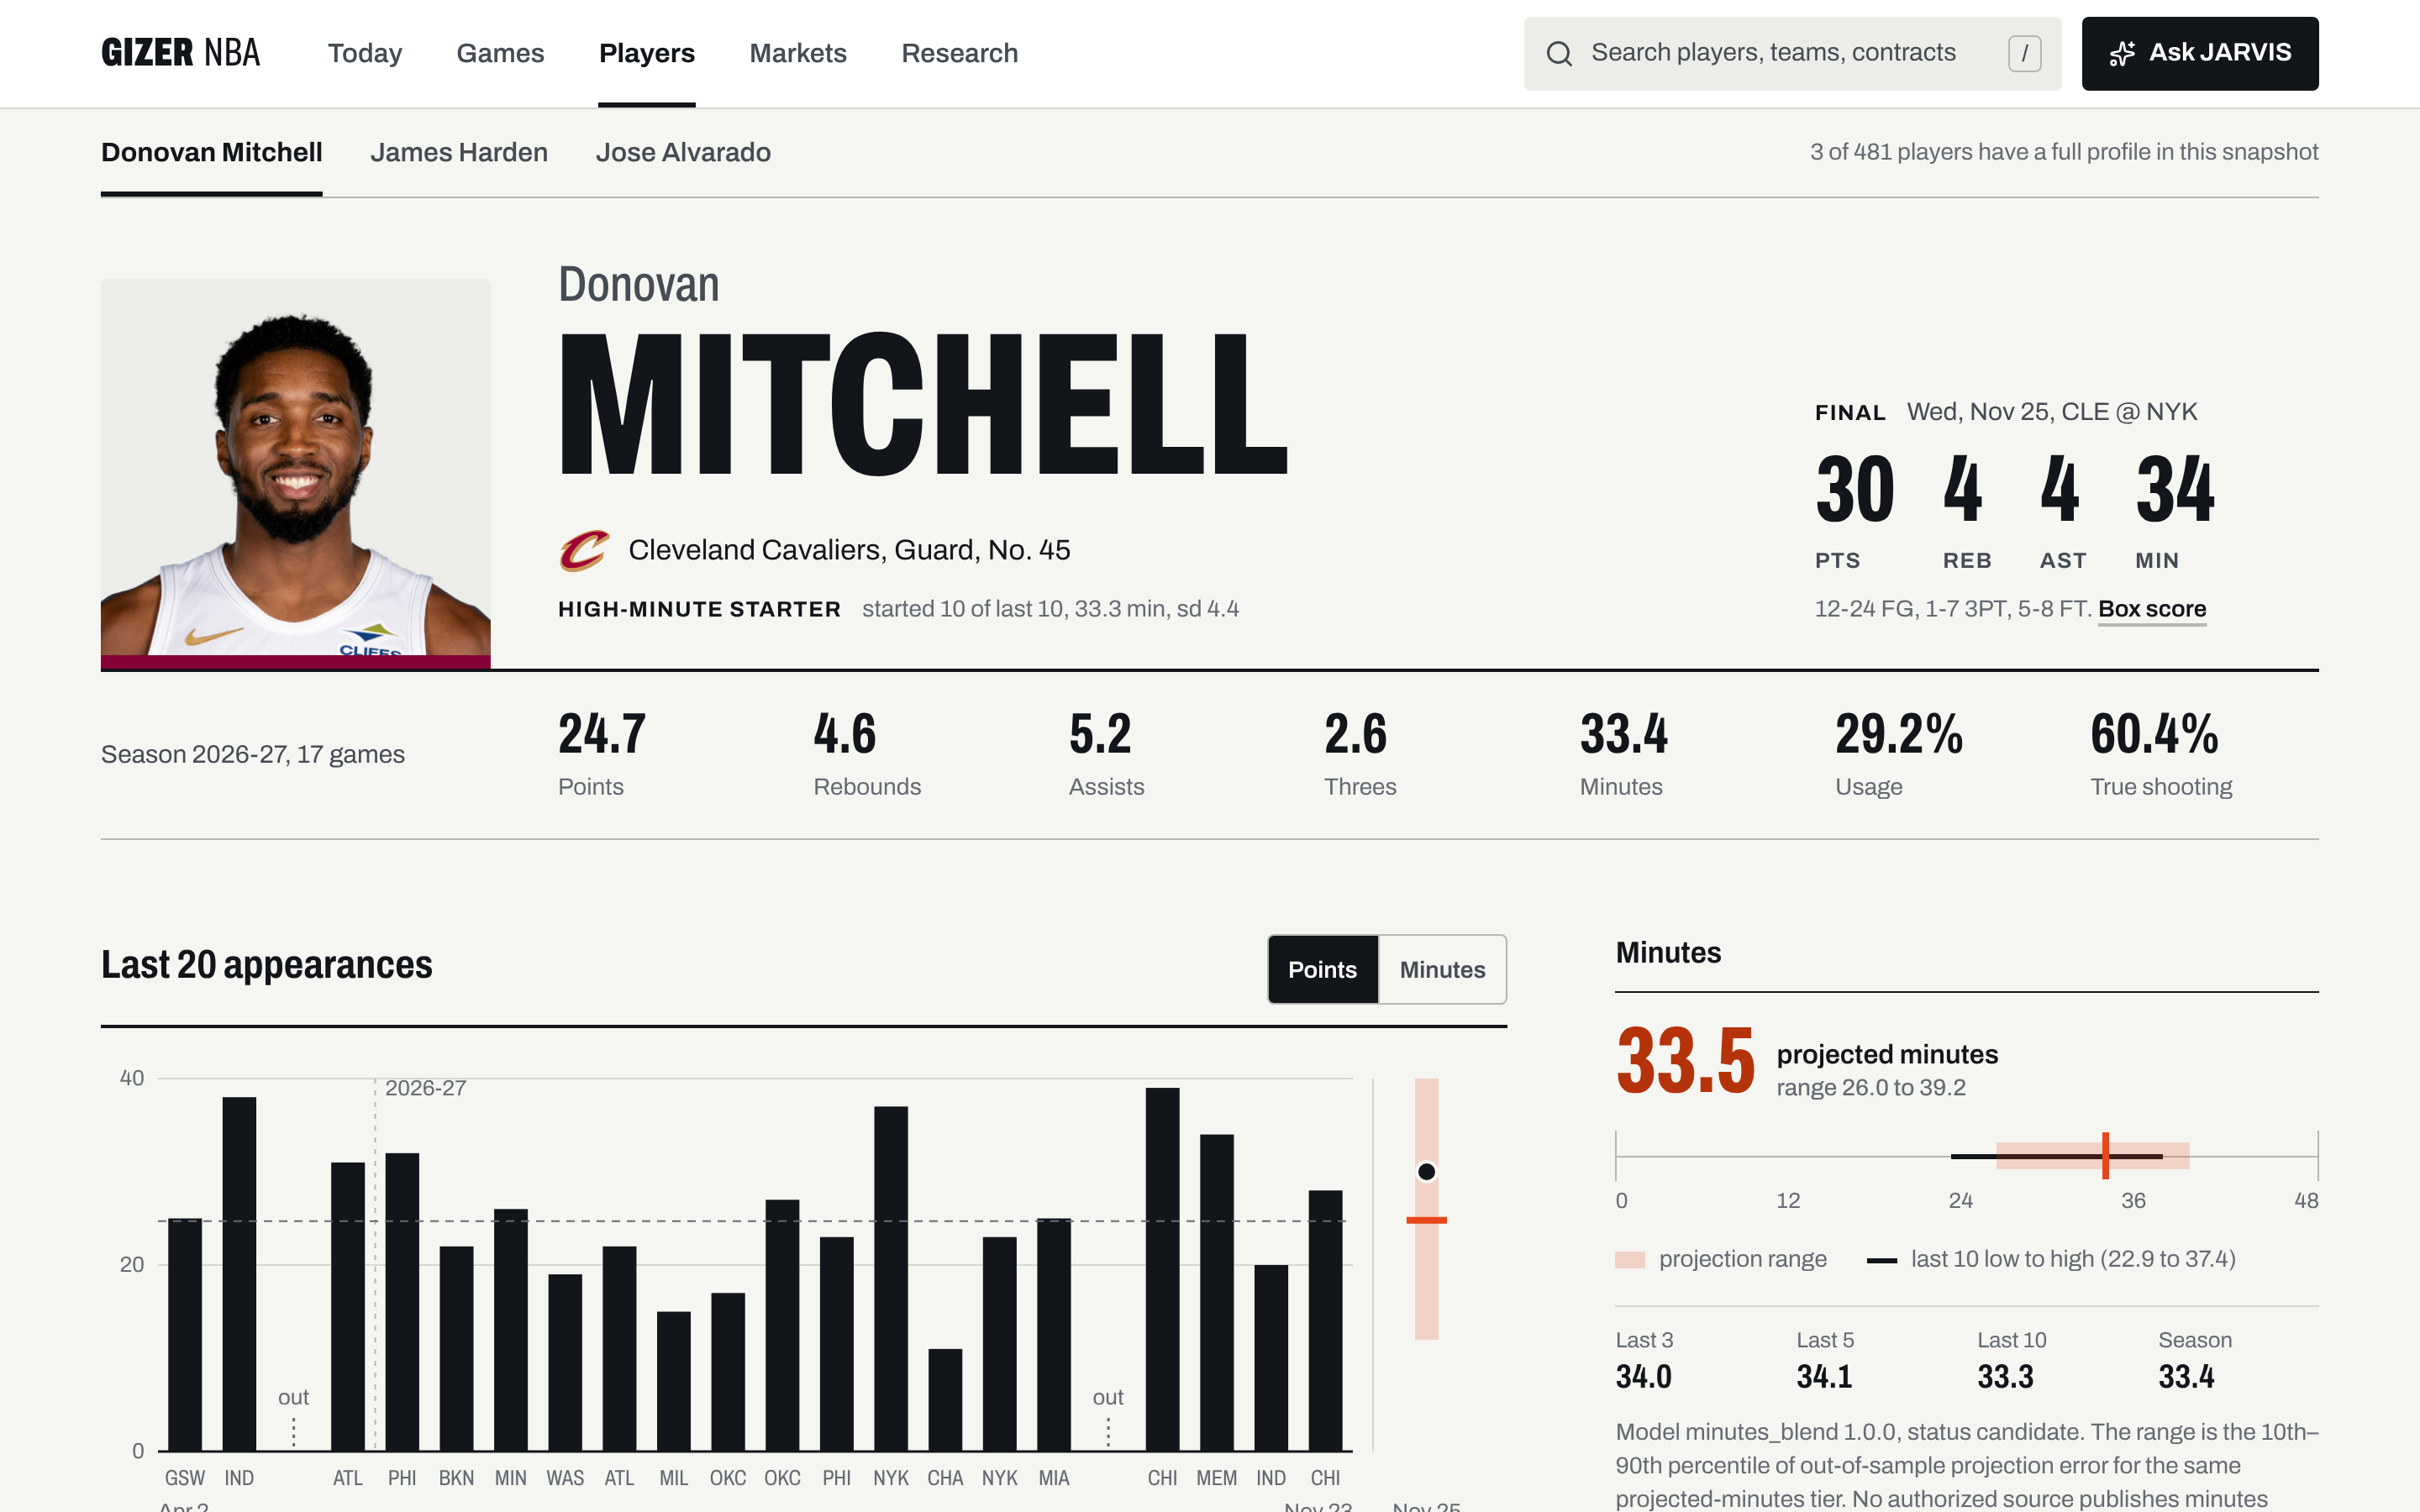 GIZER NBA
Today
Games
Players
Markets
Research
Search players, teams, contracts
/
Ask JARVIS
Donovan Mitchell
James Harden
Jose Alvarado
3 of 481 players have a full profile in this snapshot
Donovan
MITCHELL
C
Cleveland Cavaliers, Guard, No. 45
HIGH-MINUTE STARTER started 10 of last 10, 33.3 min, sd 4.4
CLIFFS
FINAL Wed, Nov 25, CLE @ NYK
30 4 4 34
PTS REB AST MIN
12-24 FG, 1-7 3PT, 5-8 FT. Box score
Season 2026-27, 17 games
24.7 4.6 5.2 2.6 33.4 29.2% 60.4%
Points Rebounds Assists Threes Minutes Usage True shooting
Last 20 appearances
Points Minutes
40
2026-27
20
out
out
0
GSW IND ATL PHI BKN MIN WAS ATL MIL OKC OKC PHI NYK CHA NYK MIA CHI MEM IND CHI
Apr 2 Nov 23 Nov 25
Minutes
33.5 projected minutes
range 26.0 to 39.2
0 12 24 36 48
projection range last 10 low to high (22.9 to 37.4)
Last 3 Last 5 Last 10 Season
34.0 34.1 33.3 33.4
Model minutes_blend 1.0.0, status candidate. The range is the 10th–
90th percentile of out-of-sample projection error for the same
projected-minutes tier. No authorized source publishes minutes